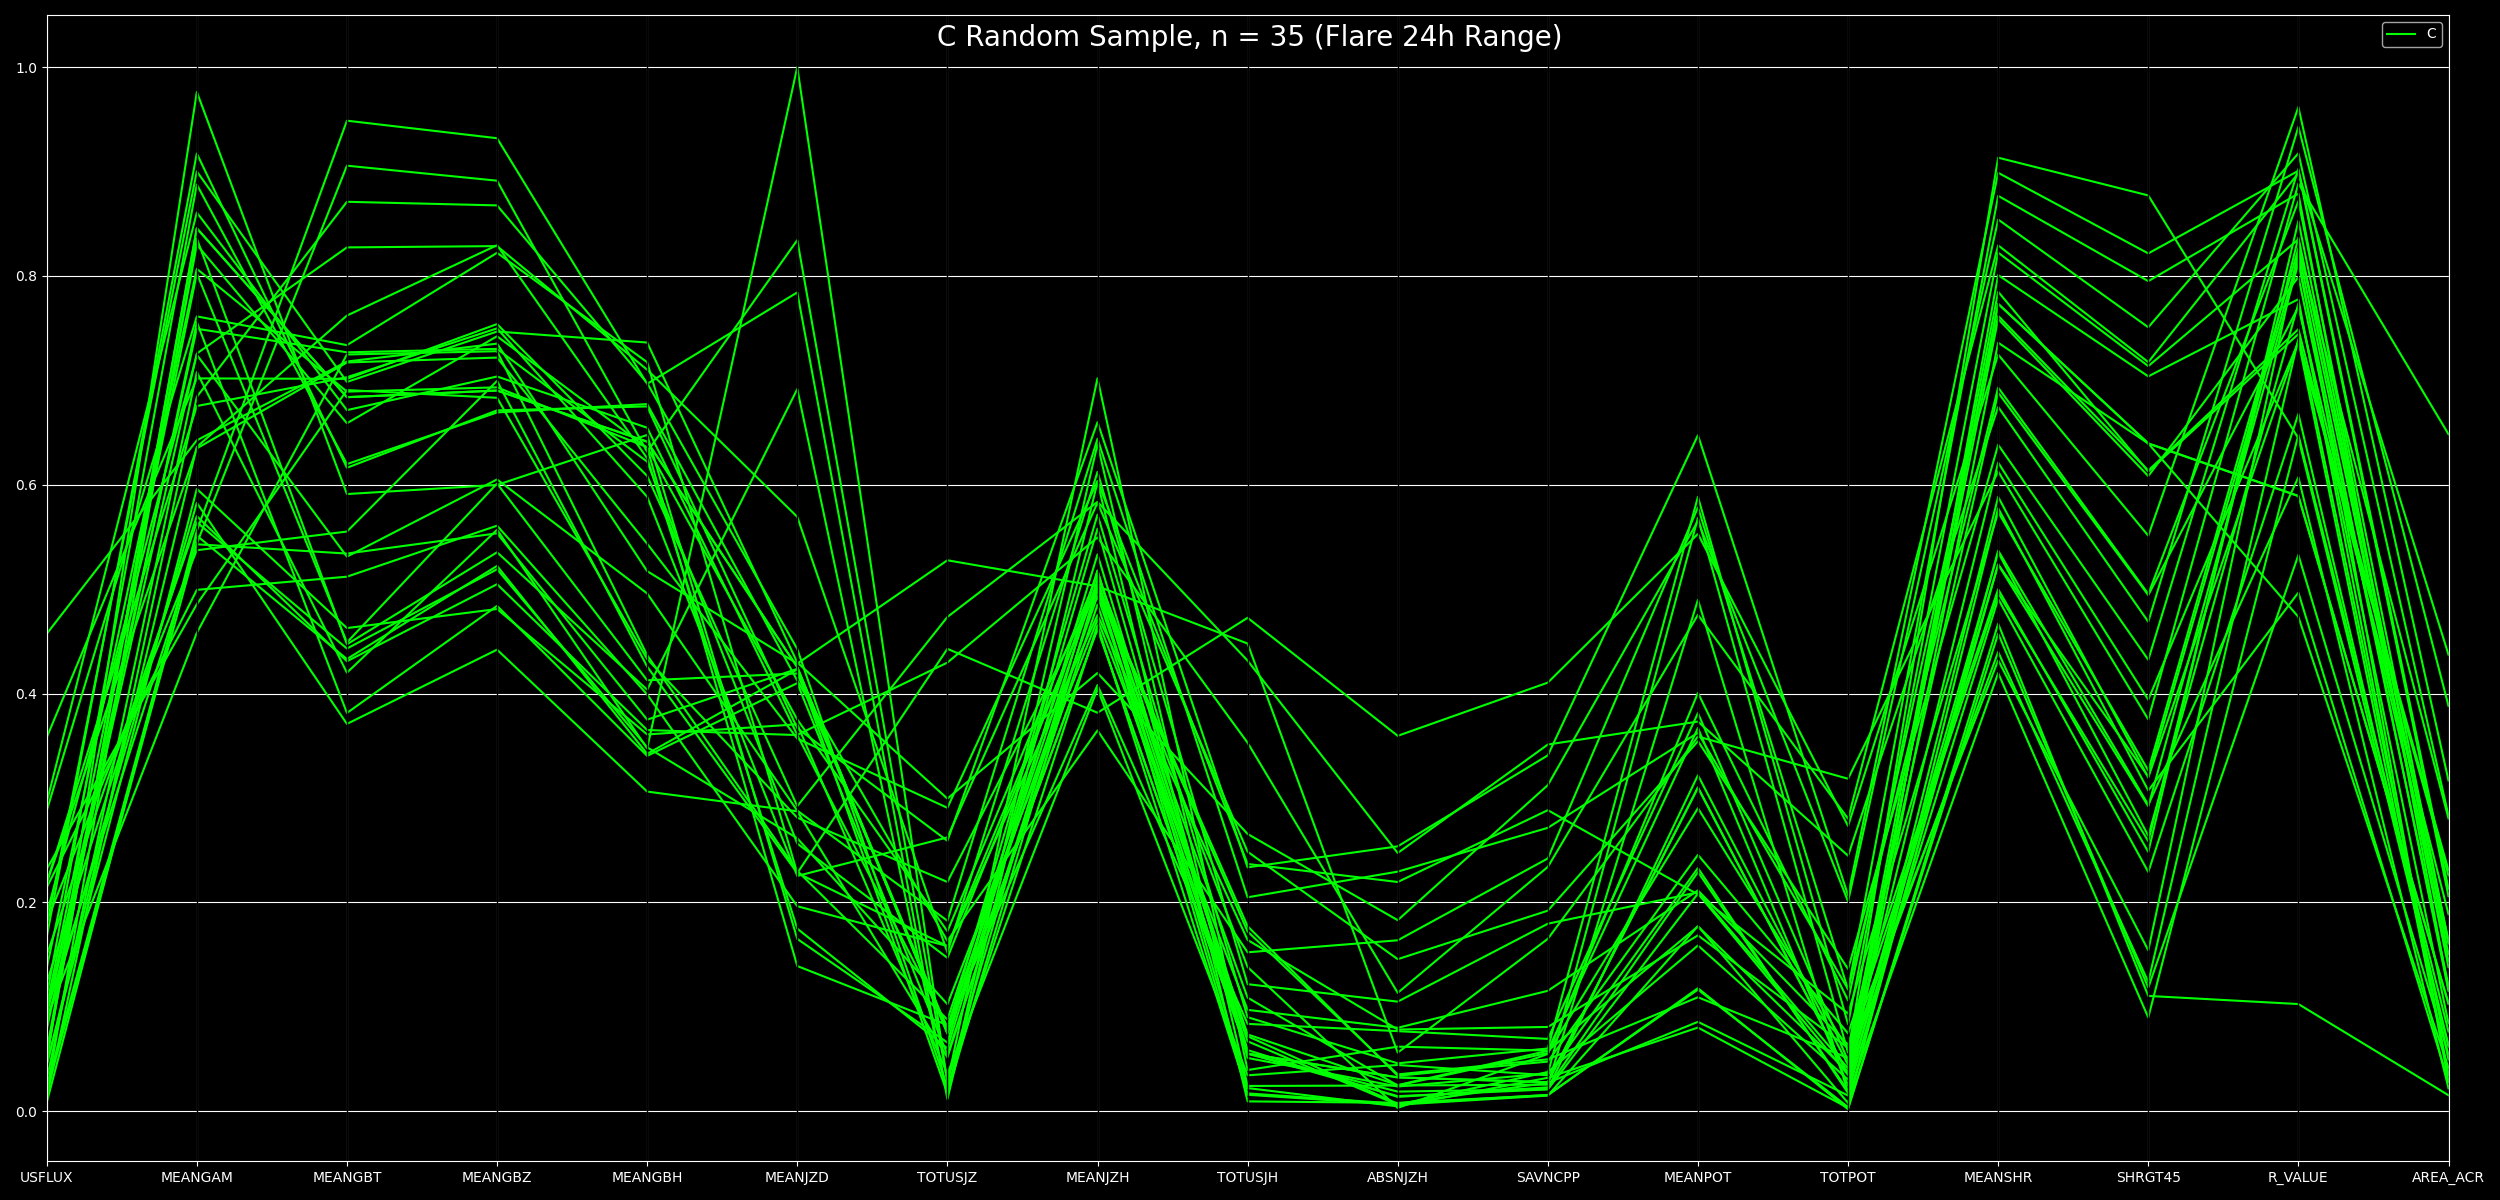 C Random Sample, n = 35 (Flare 24h Range)
C
1.0
0.8
0.6
0.4
0.2
0.0
USFLUX MEANGAM MEANGBT MEANGBZ MEANGBH MEANJZD TOTUSJZ MEANJZH TOTUSJH ABSNJZH SAVNCPP MEANPOT TOTPOT MEANSHR SHRGT45 R_VALUE AREA_ACR